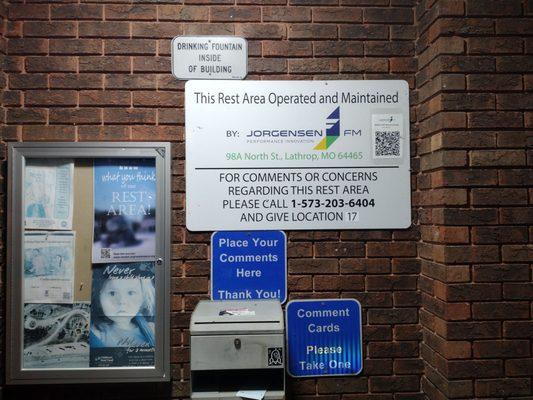 DRINKING FOUNTAIN
INSIDE
OF BUILDING
This Rest Area Operated and Maintained
BY: JORGENSEN FM
PERFORMANCE INNOVATION
98A North St., Lathrop, MO 64465
FOR COMMENTS OR CONCERNS
REGARDING THIS REST AREA
PLEASE CALL 1-573-203-6404
AND GIVE LOCATION 17
what you think
REST
AREA!
Never
Place Your
Comments
Here
Thank You!
Comment
Cards
Please
Take One